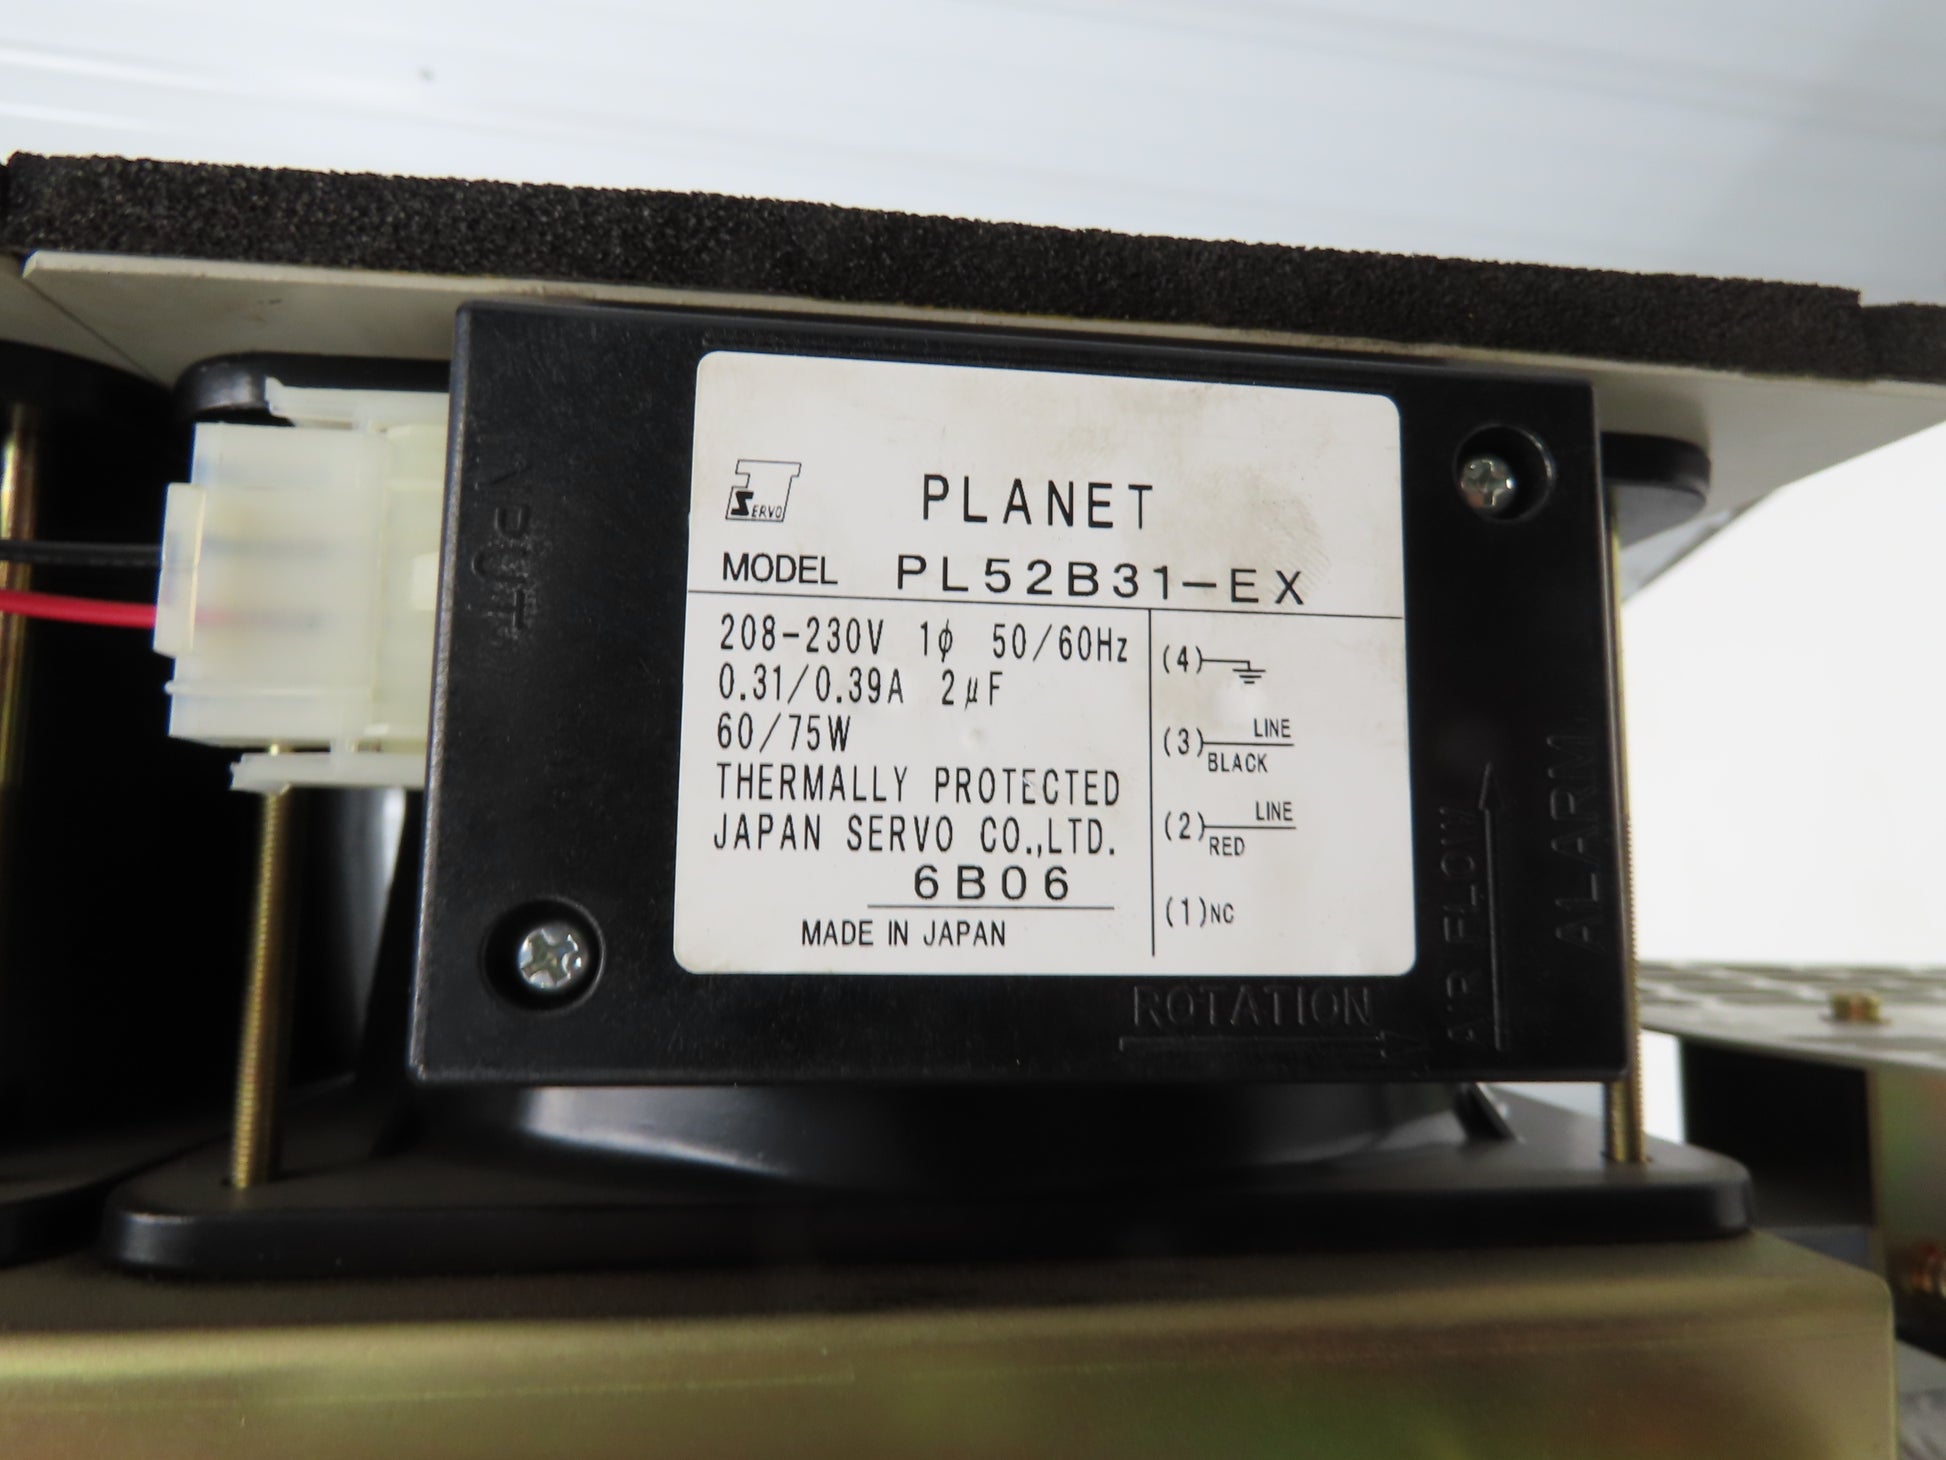 SERVO
PLANET
MODEL PL52B31-EX
208-230V 1φ 50/60Hz
0.31/0.39A 2μF
60/75W
THERMALLY PROTECTED
JAPAN SERVO CO.,LTD.
6B06
MADE IN JAPAN
(4)
(3) LINE
BLACK
(2) LINE
RED
(1) NC
ROTATION
AIR FLOW
ALARM